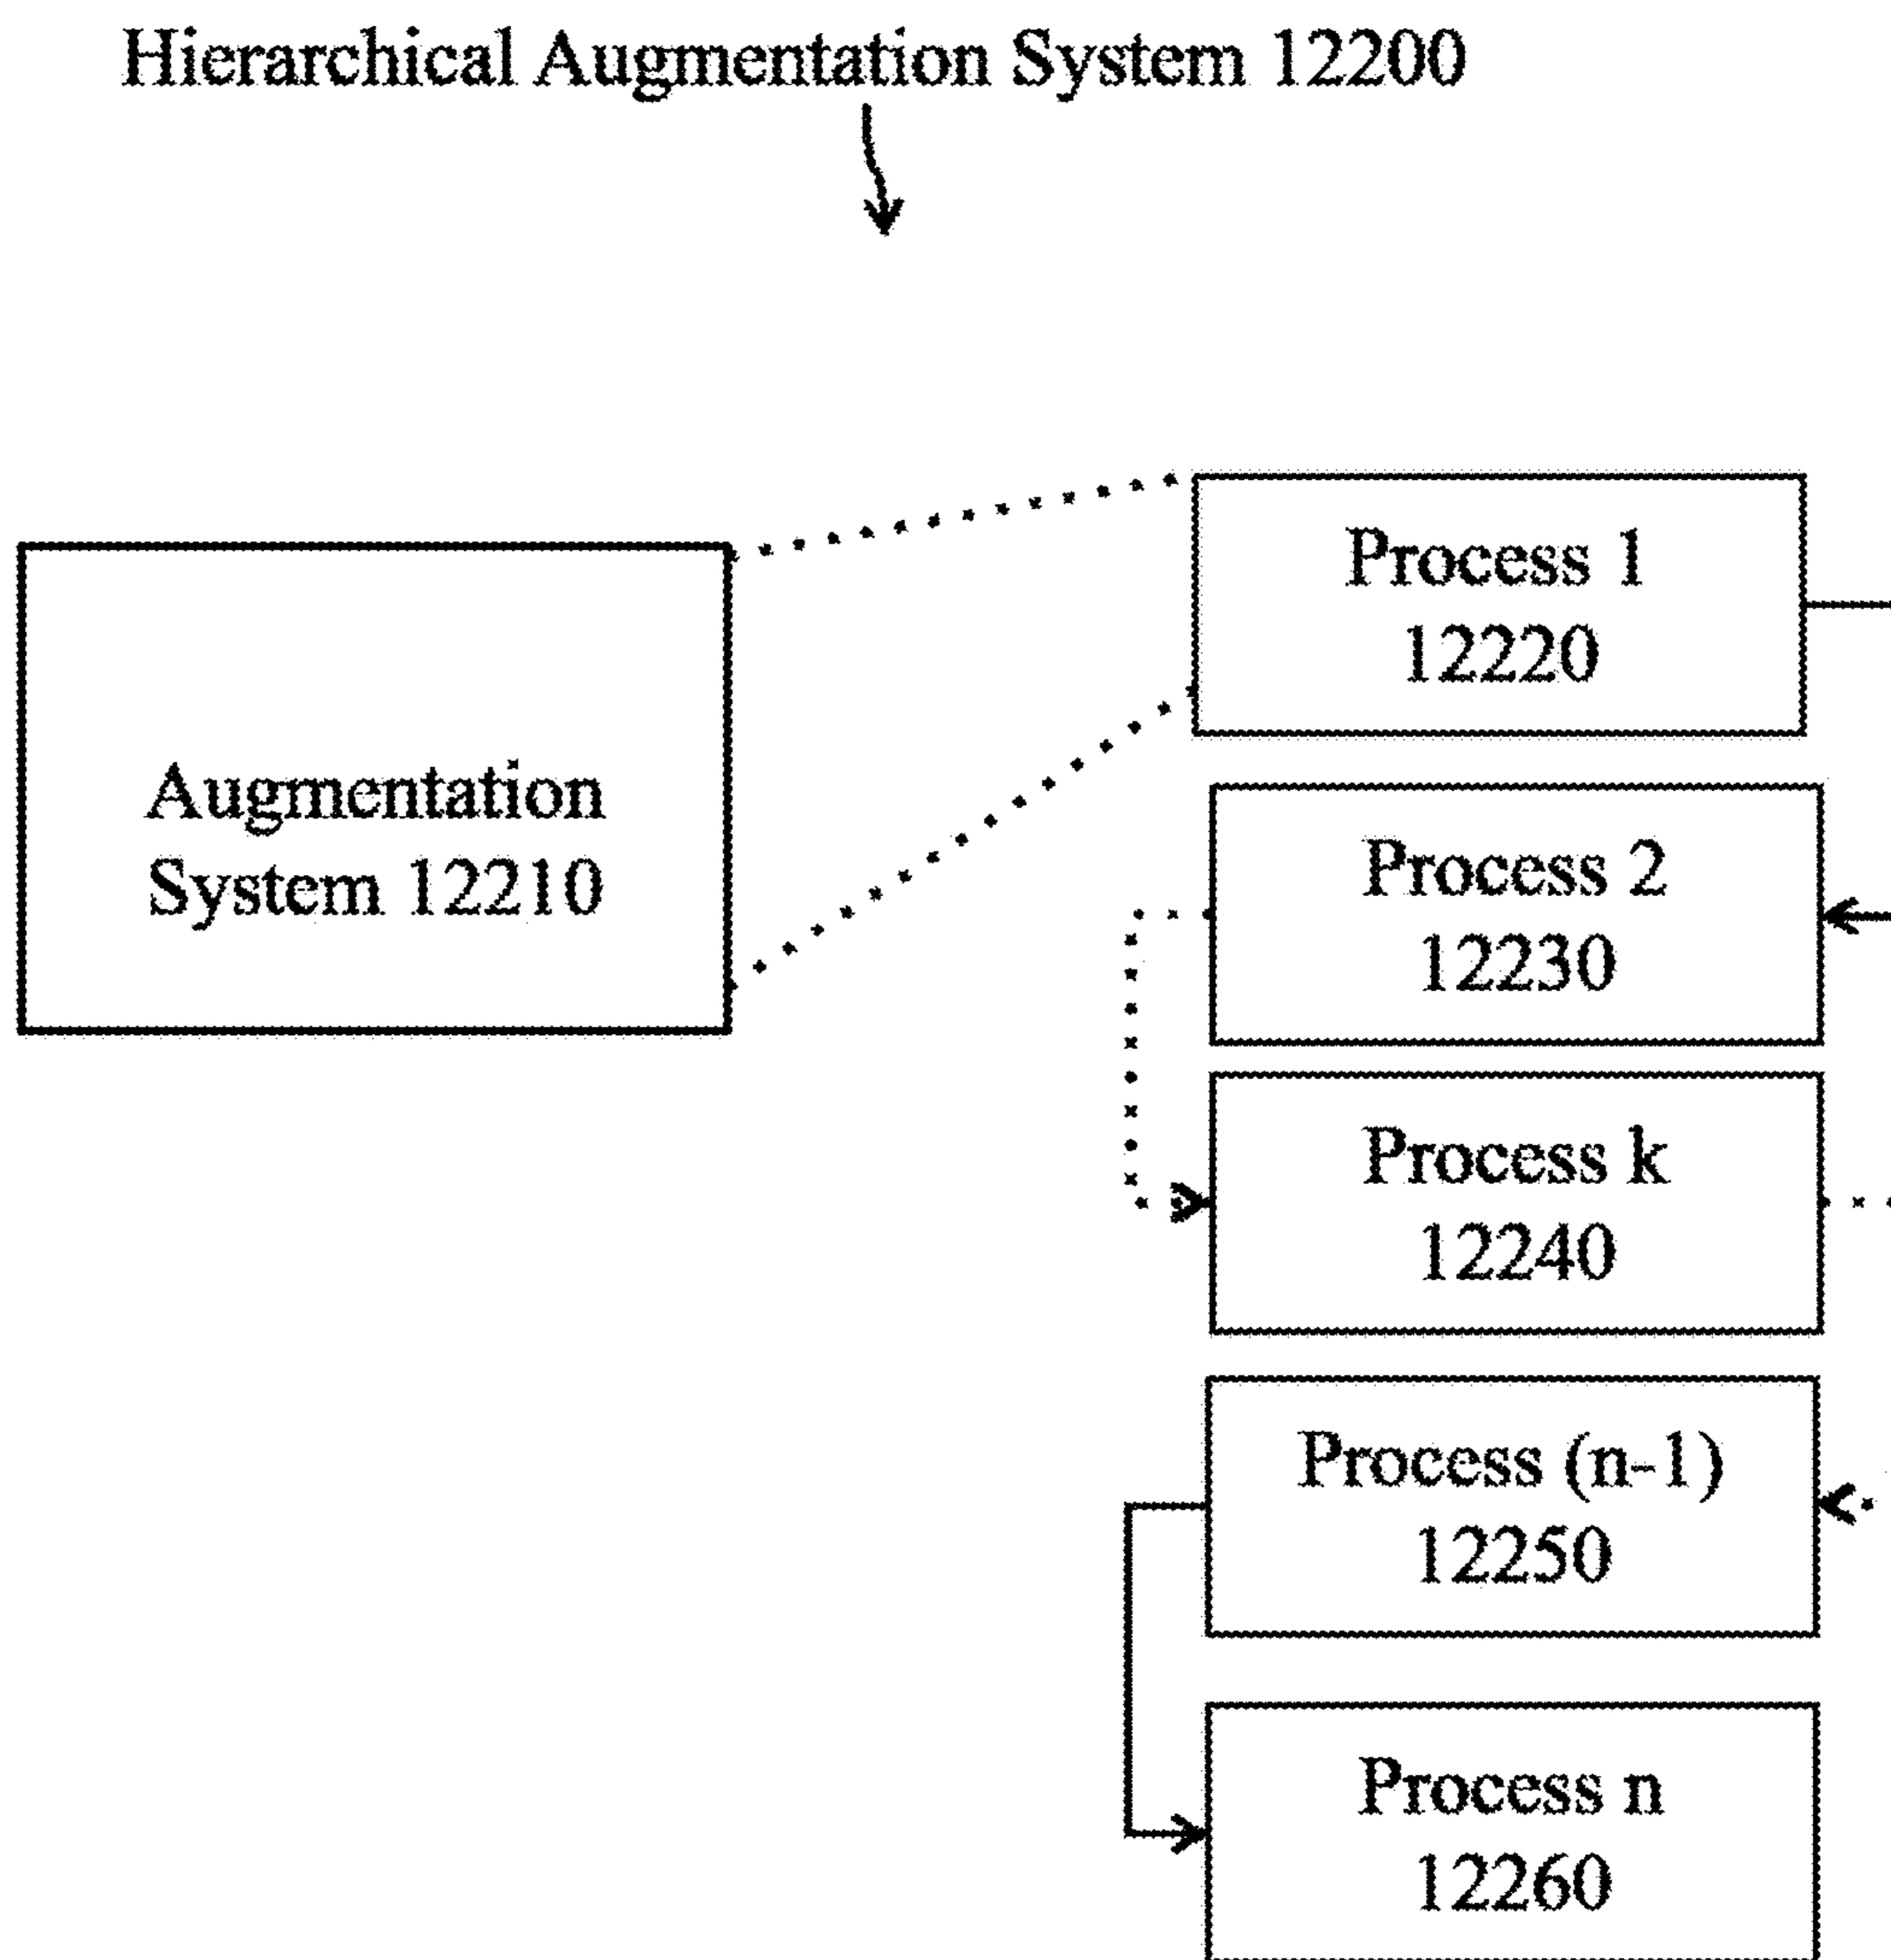 Hierarchical Augmentation System 12200
Process 1
12220
Augmentation
System 12210
Process 2
12230
Process k
12240
Process (n-1)
12250
Process n
12260